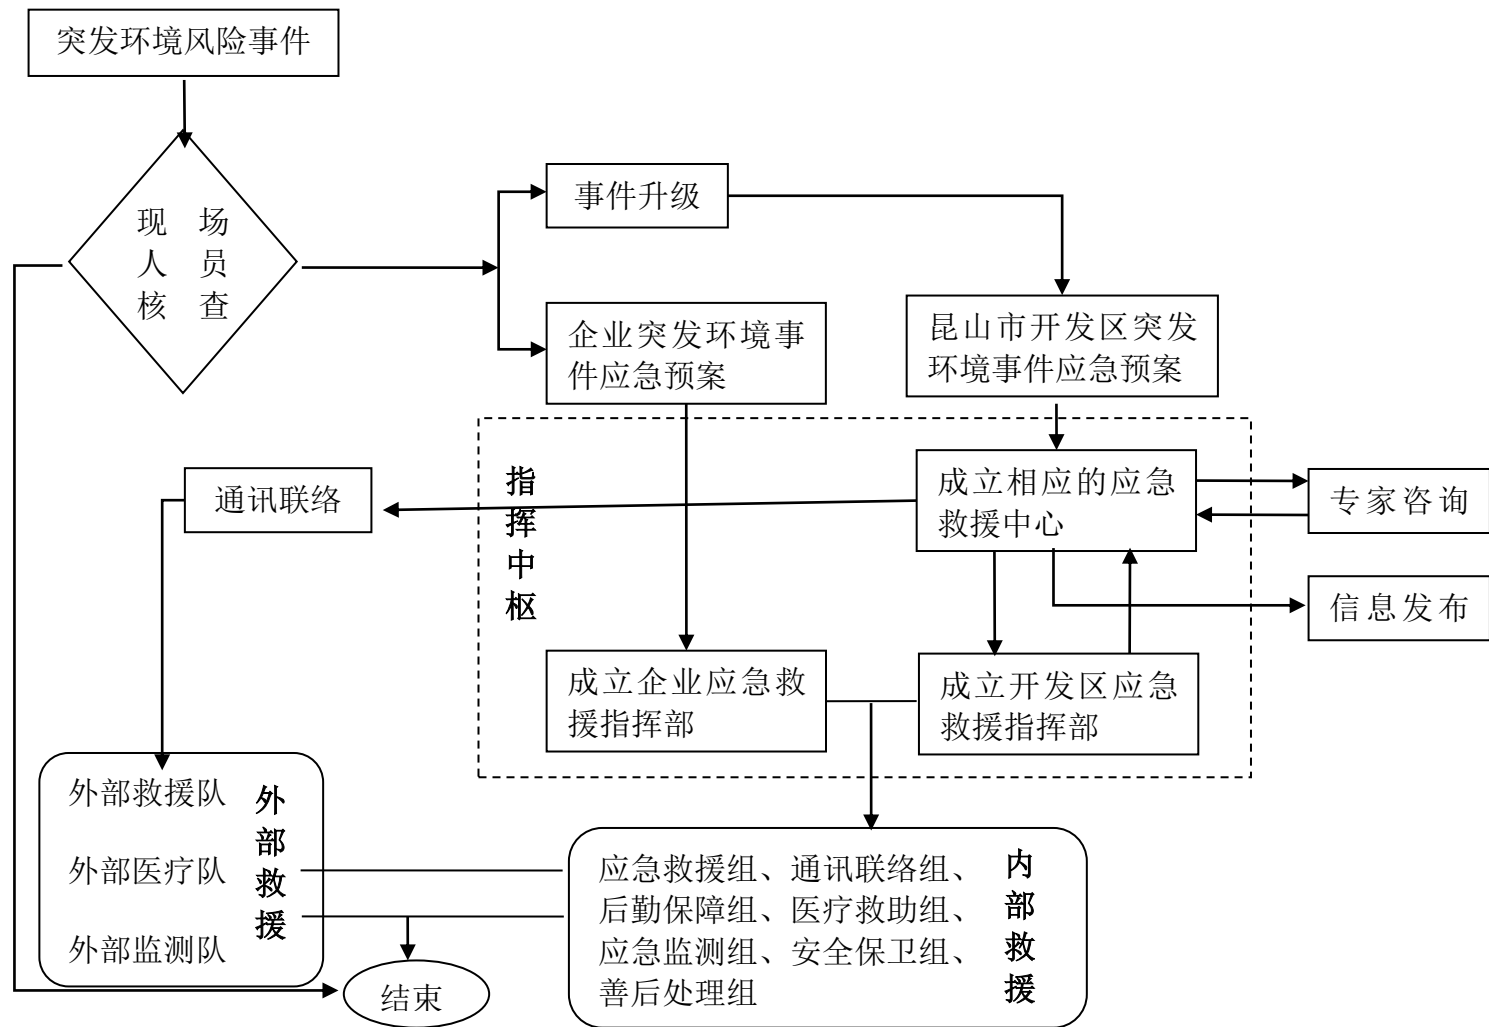 突发环境风险事件
现场
人员
核查
事件升级
企业突发环境事
件应急预案
昆山市开发区突发
环境事件应急预案
指
挥
中
枢
通讯联络
成立相应的应急
救援中心
专家咨询
信息发布
成立企业应急救
援指挥部
成立开发区应急
救援指挥部
外部救援队
外部医疗队
外部监测队
外
部
救
援
应急救援组、通讯联络组、
后勤保障组、医疗救助组、
应急监测组、安全保卫组、
善后处理组
内
部
救
援
结束